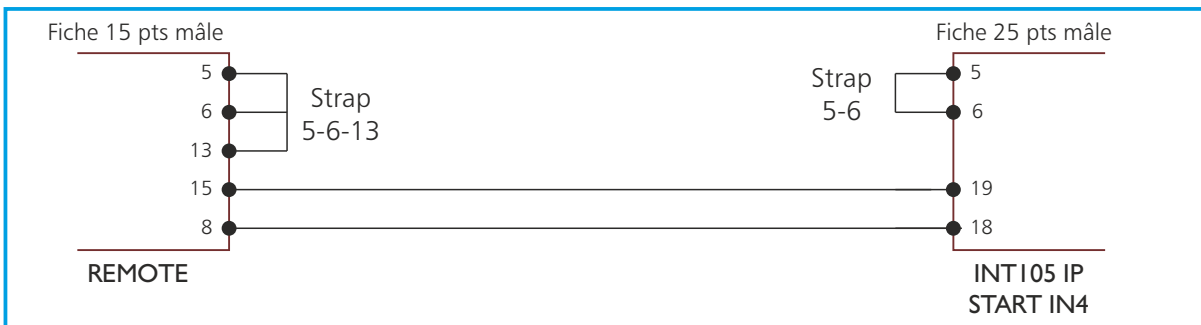 Fiche 15 pts mâle
5
6
13
15
8
Strap
5-6-13
REMOTE
Fiche 25 pts mâle
Strap
5-6
5
6
19
18
INT105 IP
START IN4